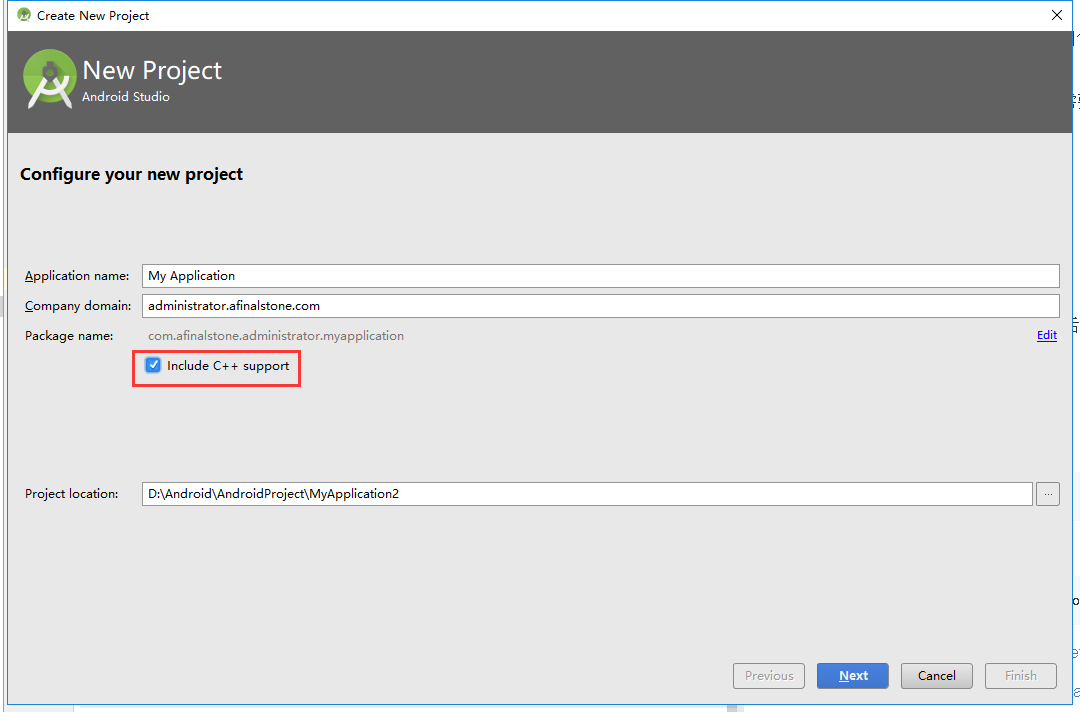 Create New Project
New Project
Android Studio
Configure your new project
Application name: My Application
Company domain: administrator.afinalstone.com
Package name: com.afinalstone.administrator.myapplication Edit
Include C++ support
Project location: D:\Android\AndroidProject\MyApplication2 ...
Previous Next Cancel Finish